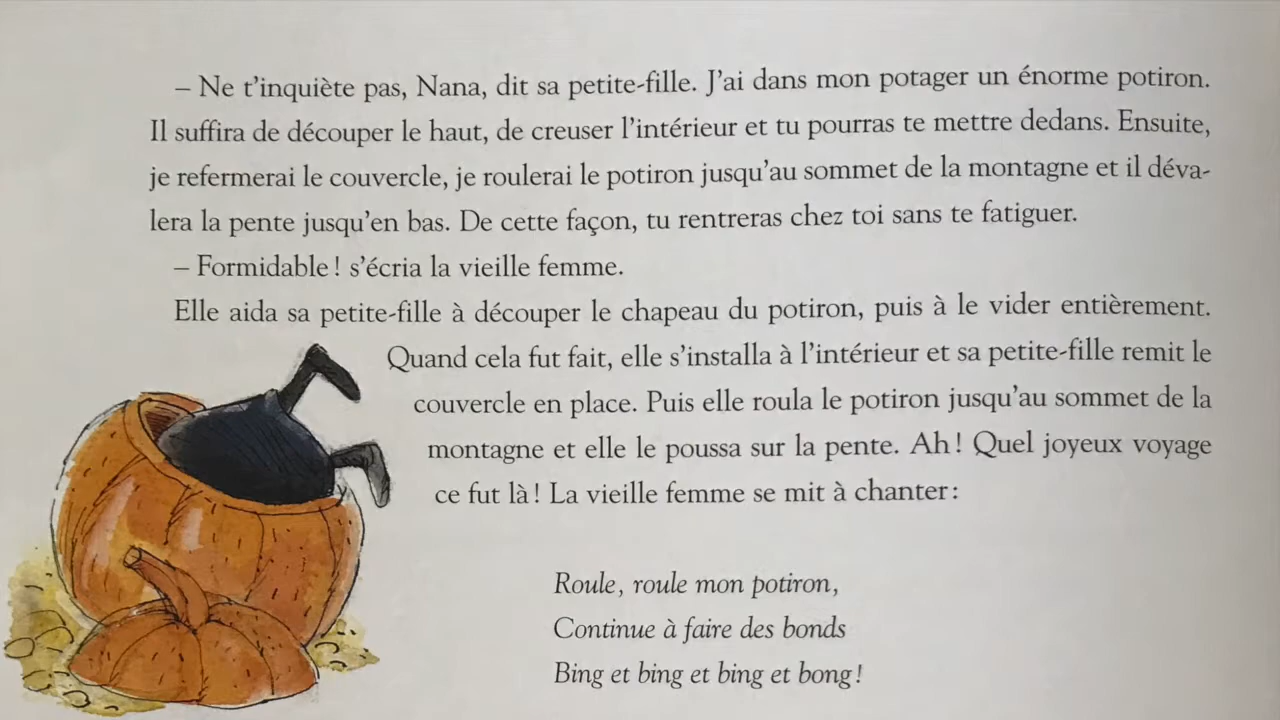 – Ne t'inquiète pas, Nana, dit sa petite-fille. J'ai dans mon potager un énorme potiron.
Il suffira de découper le haut, de creuser l'intérieur et tu pourras te mettre dedans. Ensuite,
je refermerai le couvercle, je roulerai le potiron jusqu'au sommet de la montagne et il déva-
lera la pente jusqu'en bas. De cette façon, tu rentreras chez toi sans te fatiguer.
– Formidable ! s'écria la vieille femme.
Elle aida sa petite-fille à découper le chapeau du potiron, puis à le vider entièrement.
Quand cela fut fait, elle s'installa à l'intérieur et sa petite-fille remit le
couvercle en place. Puis elle roula le potiron jusqu'au sommet de la
montagne et elle le poussa sur la pente. Ah ! Quel joyeux voyage
ce fut là ! La vieille femme se mit à chanter :
Roule, roule mon potiron,
Continue à faire des bonds
Bing et bing et bing et bong !